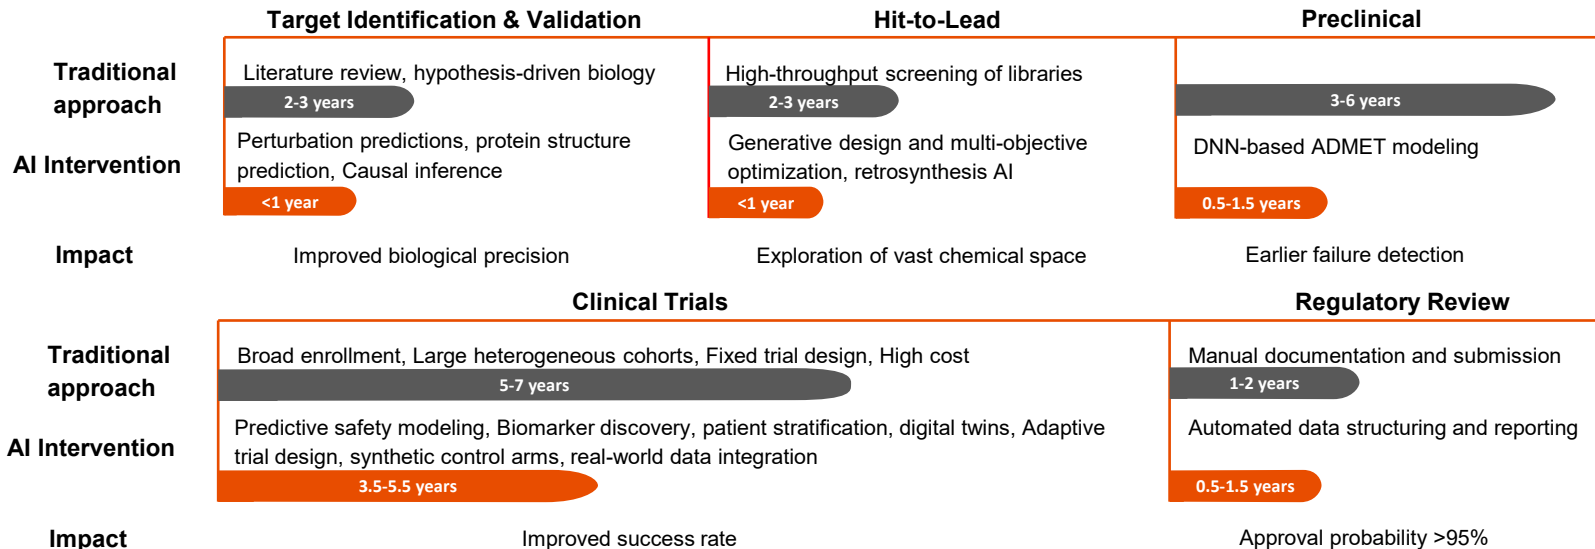 Target Identification & Validation
Hit-to-Lead
Preclinical
Traditional
approach
Literature review, hypothesis-driven biology
2-3 years
High-throughput screening of libraries
2-3 years
3-6 years
AI Intervention
Perturbation predictions, protein structure
prediction, Causal inference
<1 year
Generative design and multi-objective
optimization, retrosynthesis AI
<1 year
DNN-based ADMET modeling
0.5-1.5 years
Impact
Improved biological precision
Exploration of vast chemical space
Earlier failure detection
Clinical Trials
Regulatory Review
Traditional
approach
Broad enrollment, Large heterogeneous cohorts, Fixed trial design, High cost
5-7 years
Manual documentation and submission
1-2 years
AI Intervention
Predictive safety modeling, Biomarker discovery, patient stratification, digital twins, Adaptive
trial design, synthetic control arms, real-world data integration
3.5-5.5 years
Automated data structuring and reporting
0.5-1.5 years
Impact
Improved success rate
Approval probability >95%